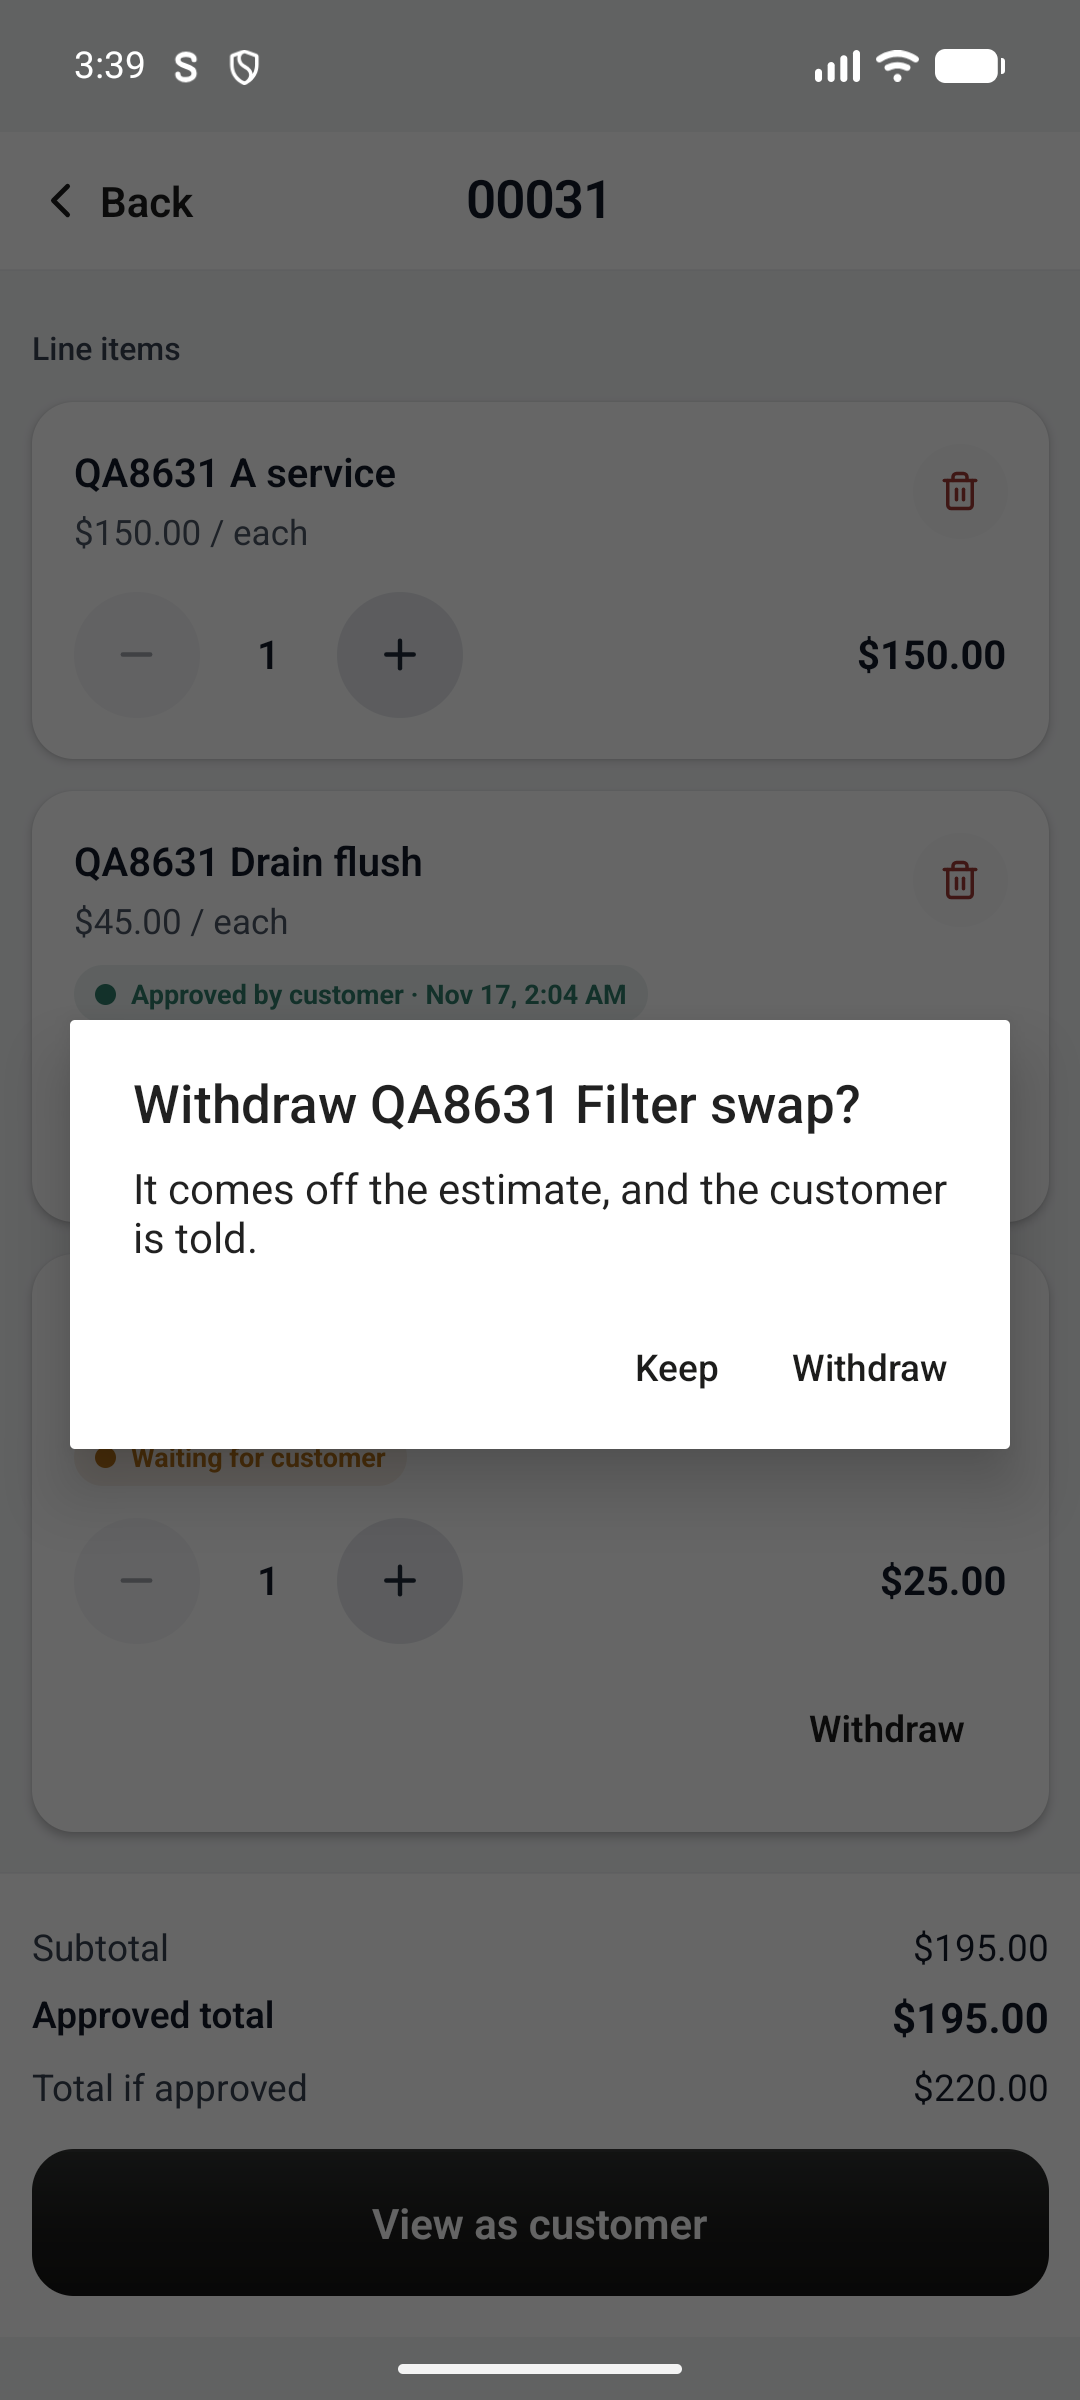 3:39
Back
00031
Line items
QA8631 A service
$150.00 / each
1
$150.00
QA8631 Drain flush
$45.00 / each
Approved by customer · Nov 17, 2:04 AM
Withdraw QA8631 Filter swap?
It comes off the estimate, and the customer
is told.
Keep Withdraw
Waiting for customer
1
$25.00
Withdraw
Subtotal $195.00
Approved total $195.00
Total if approved $220.00
View as customer